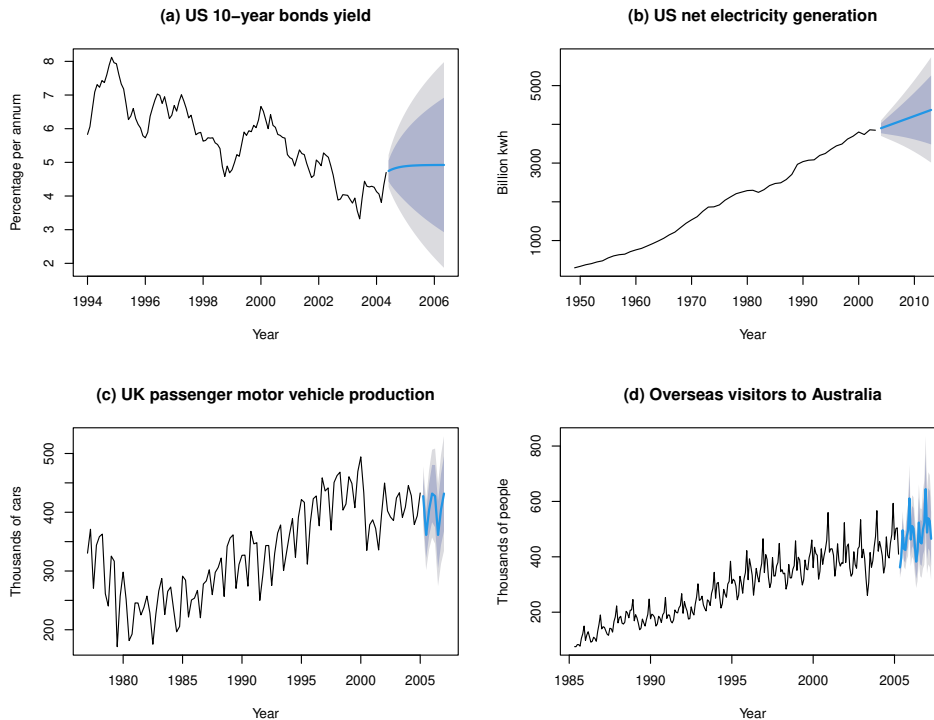 (a) US 10−year bonds yield
Percentage per annum
8
7
6
5
4
3
2
1994 1996 1998 2000 2002 2004 2006
Year
(b) US net electricity generation
Billion kwh
5000
3000
1000
1950 1960 1970 1980 1990 2000 2010
Year
(c) UK passenger motor vehicle production
Thousands of cars
500
400
300
200
1980 1985 1990 1995 2000 2005
Year
(d) Overseas visitors to Australia
Thousands of people
800
600
400
200
1985 1990 1995 2000 2005
Year